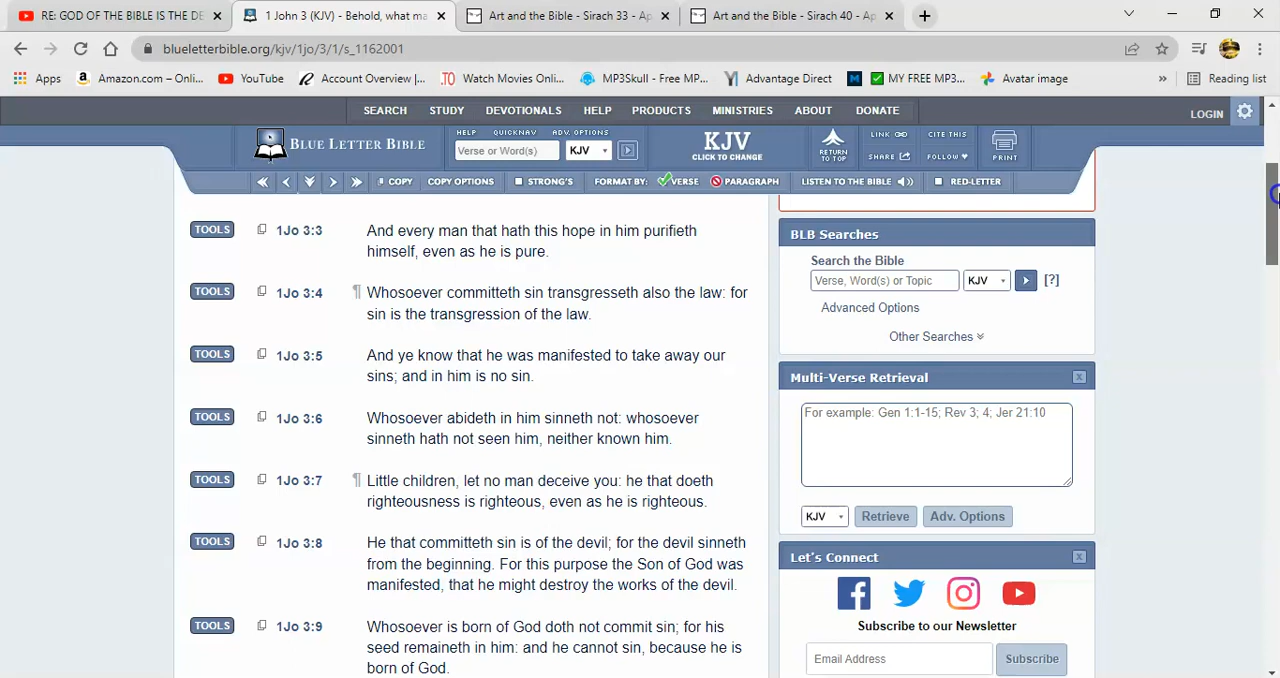 RE: GOD OF THE BIBLE IS THE DE
1 John 3 (KJV) - Behold, what ma
Art and the Bible - Sirach 33 - Ap
Art and the Bible - Sirach 40 - Ap
blueletterbible.org/kjv/1jo/3/1/s_1162001
Apps
Amazon.com – Onli...
YouTube
Account Overview |...
Watch Movies Onli...
MP3Skull - Free MP...
Advantage Direct
MY FREE MP3...
Avatar image
»
Reading list
SEARCH STUDY DEVOTIONALS HELP PRODUCTS MINISTRIES ABOUT DONATE
LOGIN
BLUE LETTER BIBLE
HELP QUICKNAV ADV. OPTIONS
Verse or Word(s)
KJV
KJV
CLICK TO CHANGE
RETURN
TO TOP
LINK
SHARE
CITE THIS
FOLLOW
PRINT
COPY COPY OPTIONS STRONG'S FORMAT BY: VERSE PARAGRAPH LISTEN TO THE BIBLE RED-LETTER
TOOLS 1Jo 3:3 And every man that hath this hope in him purifieth
himself, even as he is pure.
TOOLS 1Jo 3:4 ¶ Whosoever committeth sin transgresseth also the law: for
sin is the transgression of the law.
TOOLS 1Jo 3:5 And ye know that he was manifested to take away our
sins; and in him is no sin.
TOOLS 1Jo 3:6 Whosoever abideth in him sinneth not: whosoever
sinneth hath not seen him, neither known him.
TOOLS 1Jo 3:7 ¶ Little children, let no man deceive you: he that doeth
righteousness is righteous, even as he is righteous.
TOOLS 1Jo 3:8 He that committeth sin is of the devil; for the devil sinneth
from the beginning. For this purpose the Son of God was
manifested, that he might destroy the works of the devil.
TOOLS 1Jo 3:9 Whosoever is born of God doth not commit sin; for his
seed remaineth in him: and he cannot sin, because he is
born of God.
BLB Searches
Search the Bible
Verse, Word(s) or Topic
KJV
[?]
Advanced Options
Other Searches
Multi-Verse Retrieval
For example: Gen 1:1-15; Rev 3; 4; Jer 21:10
KJV
Retrieve
Adv. Options
Let's Connect
Subscribe to our Newsletter
Email Address
Subscribe